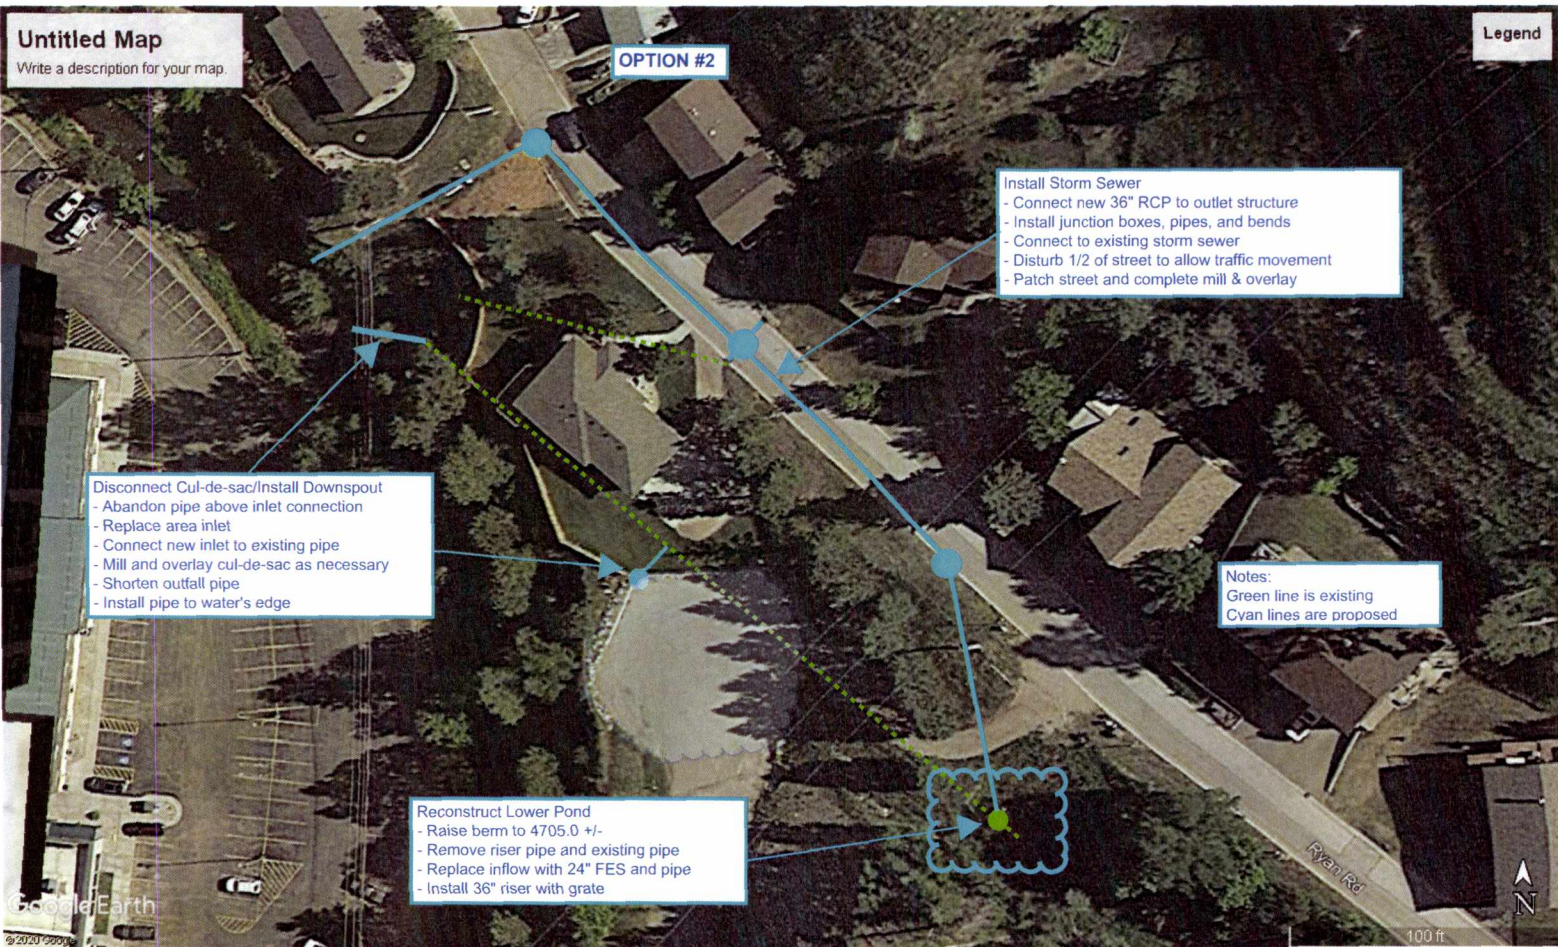 Untitled Map
Write a description for your map.
OPTION #2
Legend
Install Storm Sewer
- Connect new 36" RCP to outlet structure
- Install junction boxes, pipes, and bends
- Connect to existing storm sewer
- Disturb 1/2 of street to allow traffic movement
- Patch street and complete mill & overlay
Disconnect Cul-de-sac/Install Downspout
- Abandon pipe above inlet connection
- Replace area inlet
- Connect new inlet to existing pipe
- Mill and overlay cul-de-sac as necessary
- Shorten outfall pipe
- Install pipe to water's edge
Notes:
Green line is existing
Cyan lines are proposed
Reconstruct Lower Pond
- Raise berm to 4705.0 +/-
- Remove riser pipe and existing pipe
- Replace inflow with 24" FES and pipe
- Install 36" riser with grate
Ryan Rd
Google Earth
© 2020 Google
N
100 ft